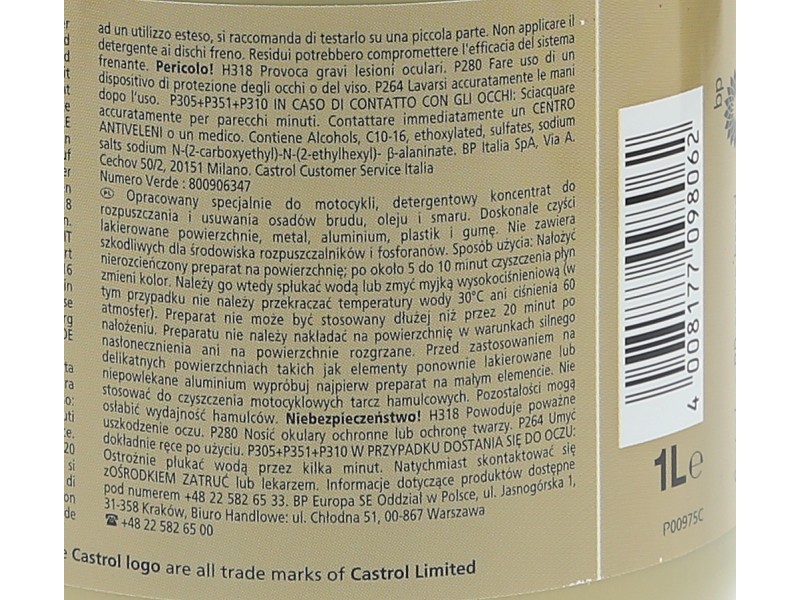 ad un utilizzo esteso, si raccomanda di testarlo su una piccola parte. Non applicare il
detergente ai dischi freno. Residui potrebbero compromettere l'efficacia del sistema
frenante. Pericolo! H318 Provoca gravi lesioni oculari. P280 Fare uso di un
dispositivo di protezione degli occhi o del viso. P264 Lavarsi accuratamente le mani
dopo l'uso. P305+P351+P310 IN CASO DI CONTATTO CON GLI OCCHI: Sciacquare
accuratamente per parecchi minuti. Contattare immediatamente un CENTRO
ANTIVELENI o un medico. Contiene Alcohols, C10-16, ethoxylated, sulfates, sodium
salts sodium N-(2-carboxyethyl)-N-(2-ethylhexyl)- β-alaninate. BP Italia SpA, Via A.
Cechov 50/2, 20151 Milano. Castrol Customer Service Italia
Numero Verde : 800906347
PL Opracowany specjalnie do motocykli, detergentowy koncentrat do
rozpuszczania i usuwania osadów brudu, oleju i smaru. Doskonale czyści
lakierowane powierzchnie, metal, aluminium, plastik i gumę. Nie zawiera
szkodliwych dla środowiska rozpuszczalników i fosforanów. Sposób użycia: Nałożyć
nierozcieńczony preparat na powierzchnię; po około 5 do 10 minut czyszczenia płyn
zmieni kolor. Należy go wtedy spłukać wodą lub zmyć myjką wysokociśnieniową (w
tym przypadku nie należy przekraczać temperatury wody 30°C ani ciśnienia 60
atmosfer). Preparat nie może być stosowany dłużej niż przez 20 minut po
nałożeniu. Preparatu nie należy nakładać na powierzchnię w warunkach silnego
nasłonecznienia ani na powierzchnie rozgrzane. Przed zastosowaniem na
delikatnych powierzchniach takich jak elementy ponownie lakierowane lub
niepowlekane aluminium wypróbuj najpierw preparat na małym elemencie. Nie
stosować do czyszczenia motocyklowych tarcz hamulcowych. Pozostałości mogą
osłabić wydajność hamulców. Niebezpieczeństwo! H318 Powoduje poważne
uszkodzenie oczu. P280 Nosić okulary ochronne lub ochronę twarzy. P264 Umyć
dokładnie ręce po użyciu. P305+P351+P310 W PRZYPADKU DOSTANIA SIĘ DO OCZU:
Ostrożnie płukać wodą przez kilka minut. Natychmiast skontaktować się
zOŚRODKIEM ZATRUĆ lub lekarzem. Informacje dotyczące produktów dostępne
pod numerem +48 22 582 65 33. BP Europa SE Oddział w Polsce, ul. Jasnogórska 1,
31-358 Kraków, Biuro Handlowe: ul. Chłodna 51, 00-867 Warszawa
☎+48 22 582 65 00
Castrol logo are all trade marks of Castrol Limited
bp
4 008177 098062
1L e
P00975C